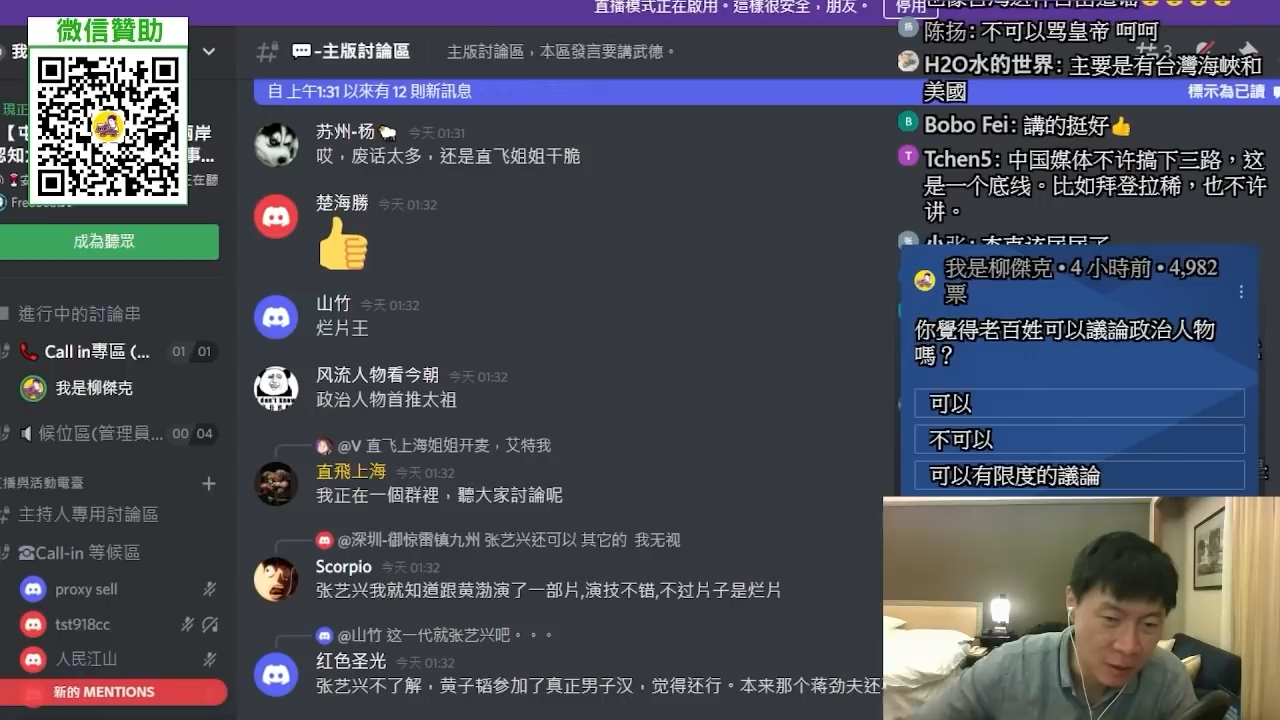 直播模式正在啟用。這樣很安全，朋友。
停用
微信贊助
我
💬-主版討論區
主版討論區，本區發言要講武德。
自 上午1:31 以來有 12 則新訊息
標示為已讀
成為聽眾
進行中的討論串
Call in專區 (...
01 01
我是柳傑克
候位區(管理員...
00 04
直播與活動電臺
主持人專用討論區
☎Call-in 等候區
proxy sell
tst918cc
人民江山
新的 MENTIONS
苏州-杨🐑 今天 01:31
哎，废话太多，还是直飞姐姐干脆
楚海勝 今天 01:32
👍
山竹 今天 01:32
烂片王
风流人物看今朝 今天 01:32
政治人物首推太祖
@V 直飞上海姐姐开麦，艾特我
直飛上海 今天 01:32
我正在一個群裡，聽大家討論呢
@深圳-御惊雷镇九州 张艺兴还可以 其它的 我无视
Scorpio 今天 01:32
张艺兴我就知道跟黄渤演了一部片,演技不错,不过片子是烂片
@山竹 这一代就张艺兴吧。。。
红色圣光 今天 01:32
张艺兴不了解，黄子韬参加了真正男子汉，觉得还行。本来那个蒋劲夫还
陈扬: 不可以骂皇帝 呵呵
H2O水的世界: 主要是有台灣海峽和
美國
Bobo Fei: 講的挺好👍
Tchen5: 中国媒体不许搞下三路，这
是一个底线。比如拜登拉稀，也不许
讲。
我是柳傑克 • 4 小時前 • 4,982
票
你覺得老百姓可以議論政治人物
嗎？
可以
不可以
可以有限度的議論